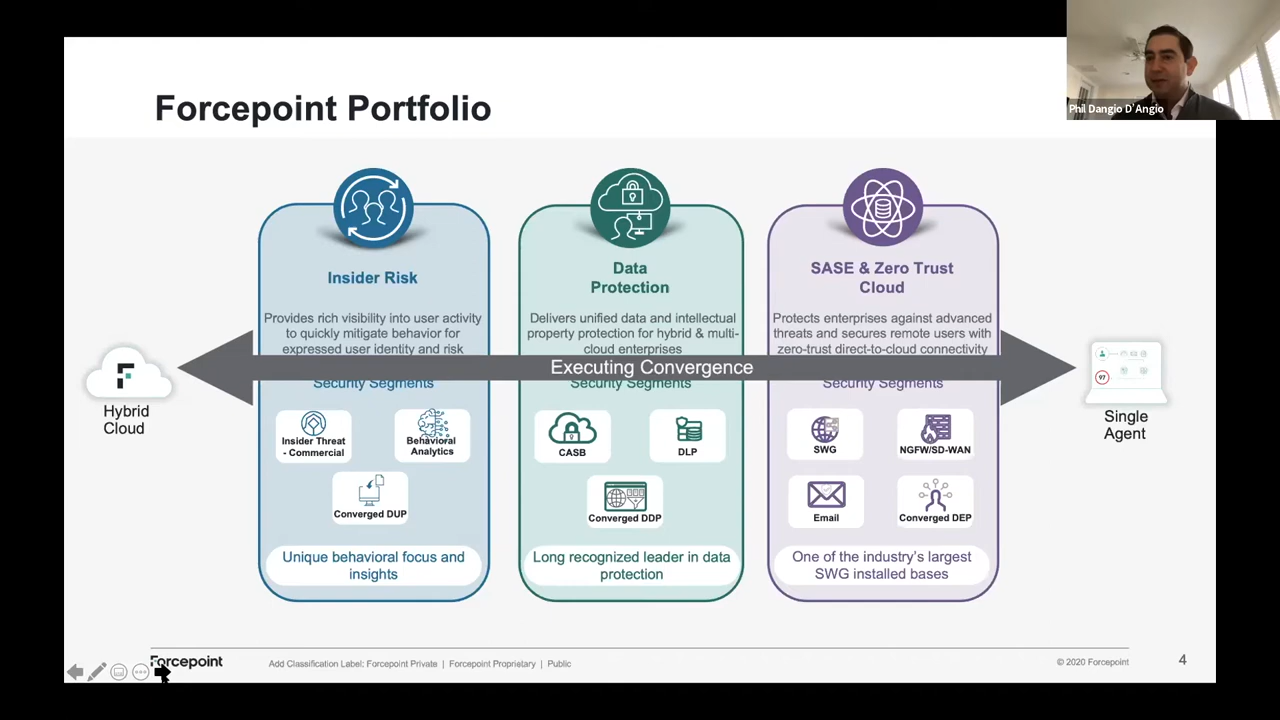 Phil Dangio D'Angio
Forcepoint Portfolio
Insider Risk
Provides rich visibility into user activity
to quickly mitigate behavior for
expressed user identity and risk
Data
Protection
Delivers unified data and intellectual
property protection for hybrid & multi-
cloud enterprises
SASE & Zero Trust
Cloud
Protects enterprises against advanced
threats and secures remote users with
zero-trust direct-to-cloud connectivity
Executing Convergence
Hybrid
Cloud
Single
Agent
97
Security Segments
Insider Threat
- Commercial
Behavioral
Analytics
Converged DUP
Unique behavioral focus and
insights
Security Segments
CASB
DLP
Converged DDP
Long recognized leader in data
protection
Security Segments
SWG
NGFW/SD-WAN
Email
Converged DEP
One of the industry's largest
SWG installed bases
Forcepoint
Add Classification Label: Forcepoint Private | Forcepoint Proprietary | Public
© 2020 Forcepoint
4